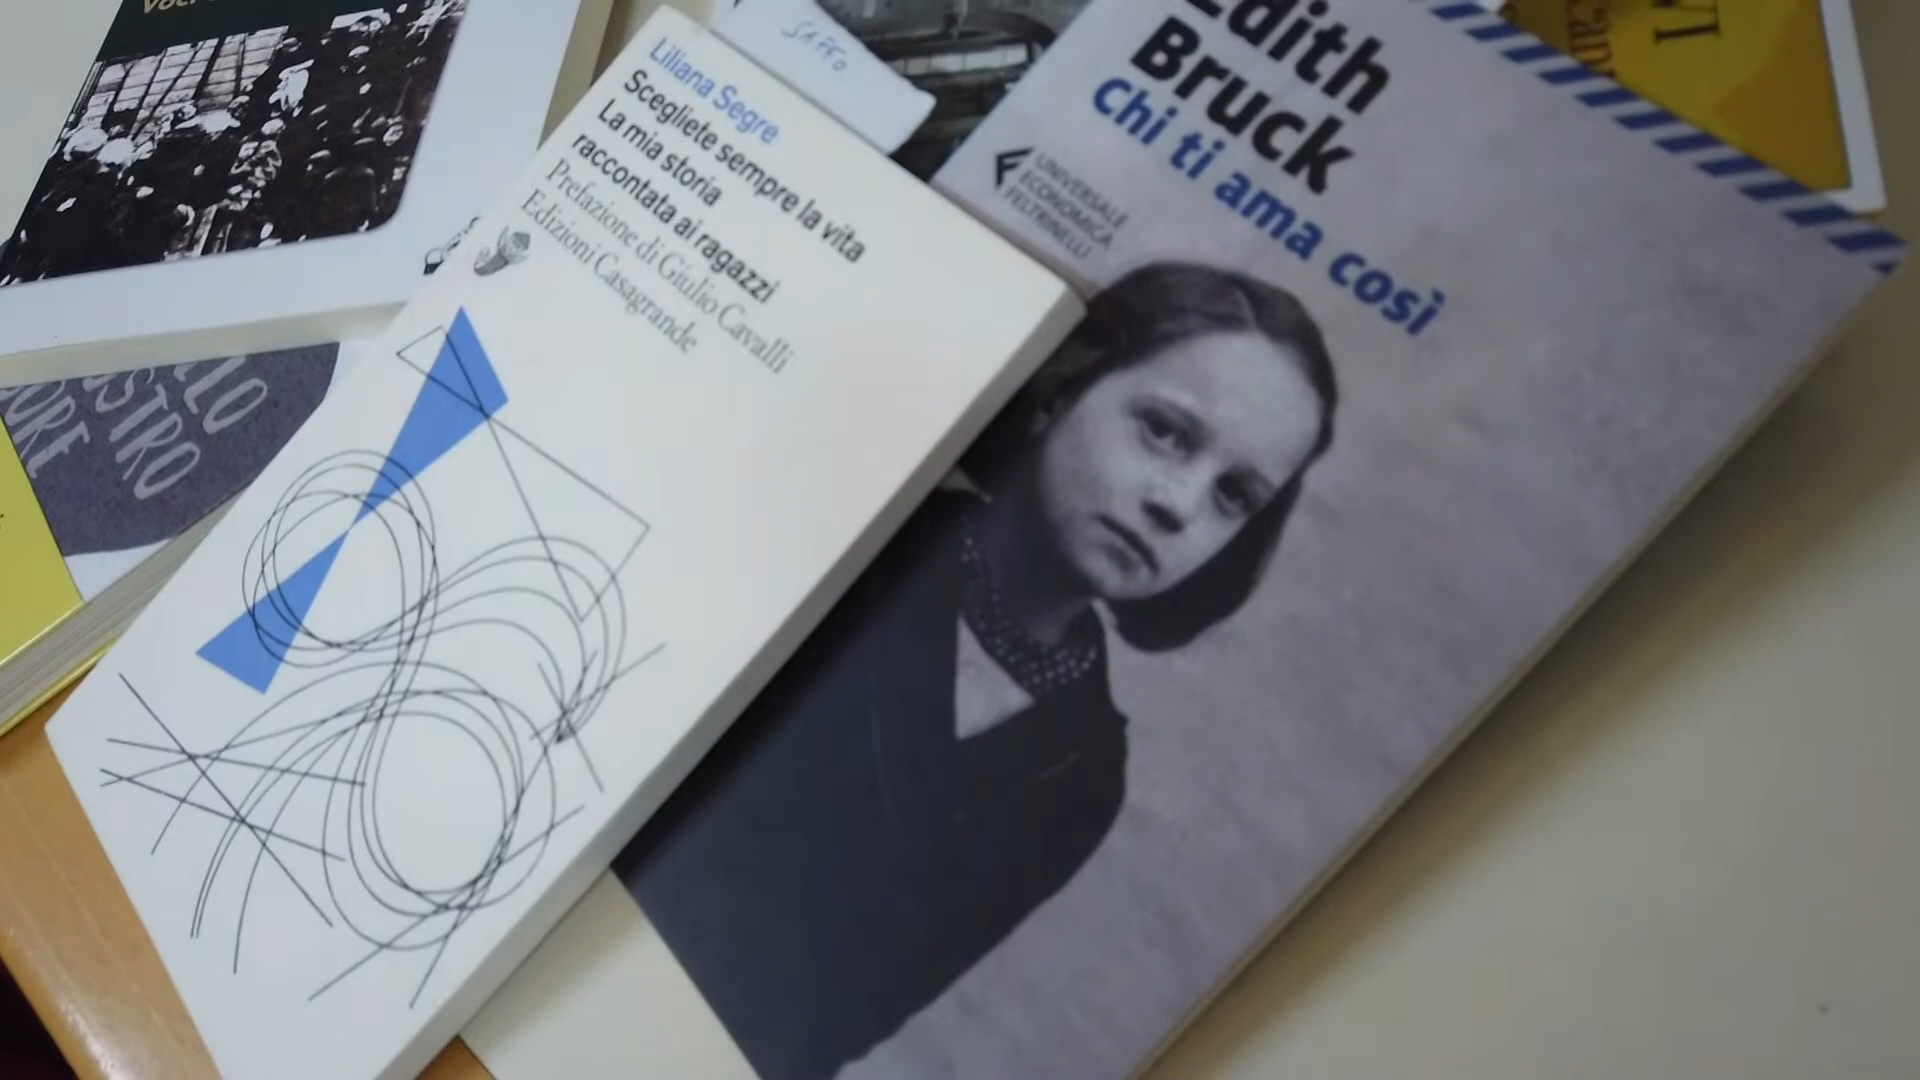 Liliana Segre
Scegliete sempre la vita
La mia storia
raccontata ai ragazzi
Prefazione di Giulio Cavalli
Edizioni Casagrande
Edith
Bruck
Chi ti ama così
UNIVERSALE
ECONOMICA
FELTRINELLI
SAFFO